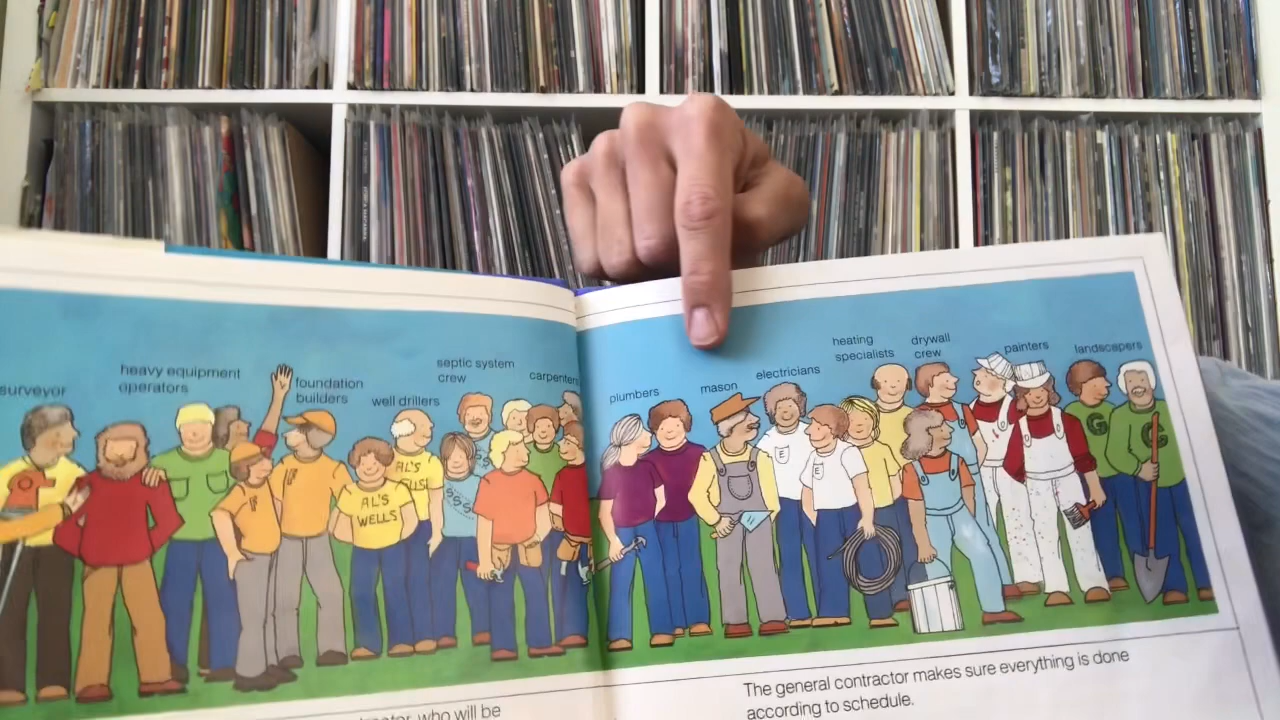 surveyor
heavy equipment
operators
foundation
builders
well drillers
septic system
crew
carpenters
plumbers
mason
electricians
heating
specialists
drywall
crew
painters
landscapers
F
F
AL'S
WELLS
AL'S
E
E
G
G
who will be
The general contractor makes sure everything is done
according to schedule.